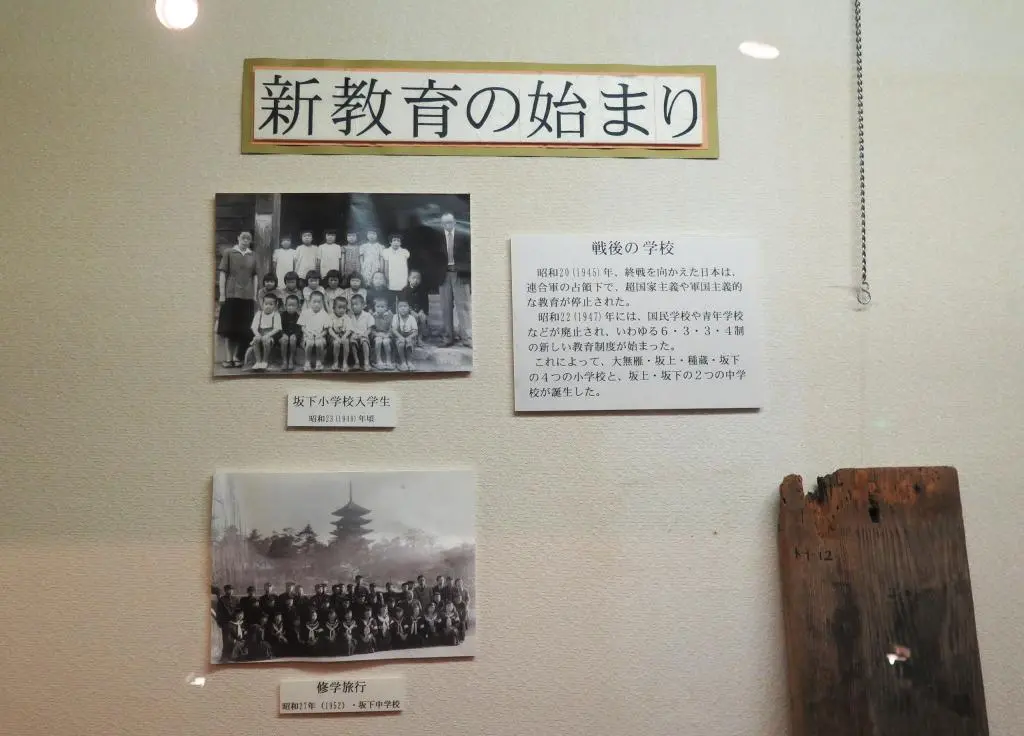 新教育の始まり
戦後の学校
昭和20(1945)年、終戦を向かえた日本は、
連合軍の占領下で、超国家主義や軍国主義的
な教育が停止された。
昭和22(1947)年には、国民学校や青年学校
などが廃止され、いわゆる6・3・3・4制
の新しい教育制度が始まった。
これによって、大無雁・坂上・種蔵・坂下
の4つの小学校と、坂上・坂下の2つの中学
校が誕生した。
坂下小学校入学生
昭和23(1948)年頃
修学旅行
昭和27年(1952)・坂下中学校